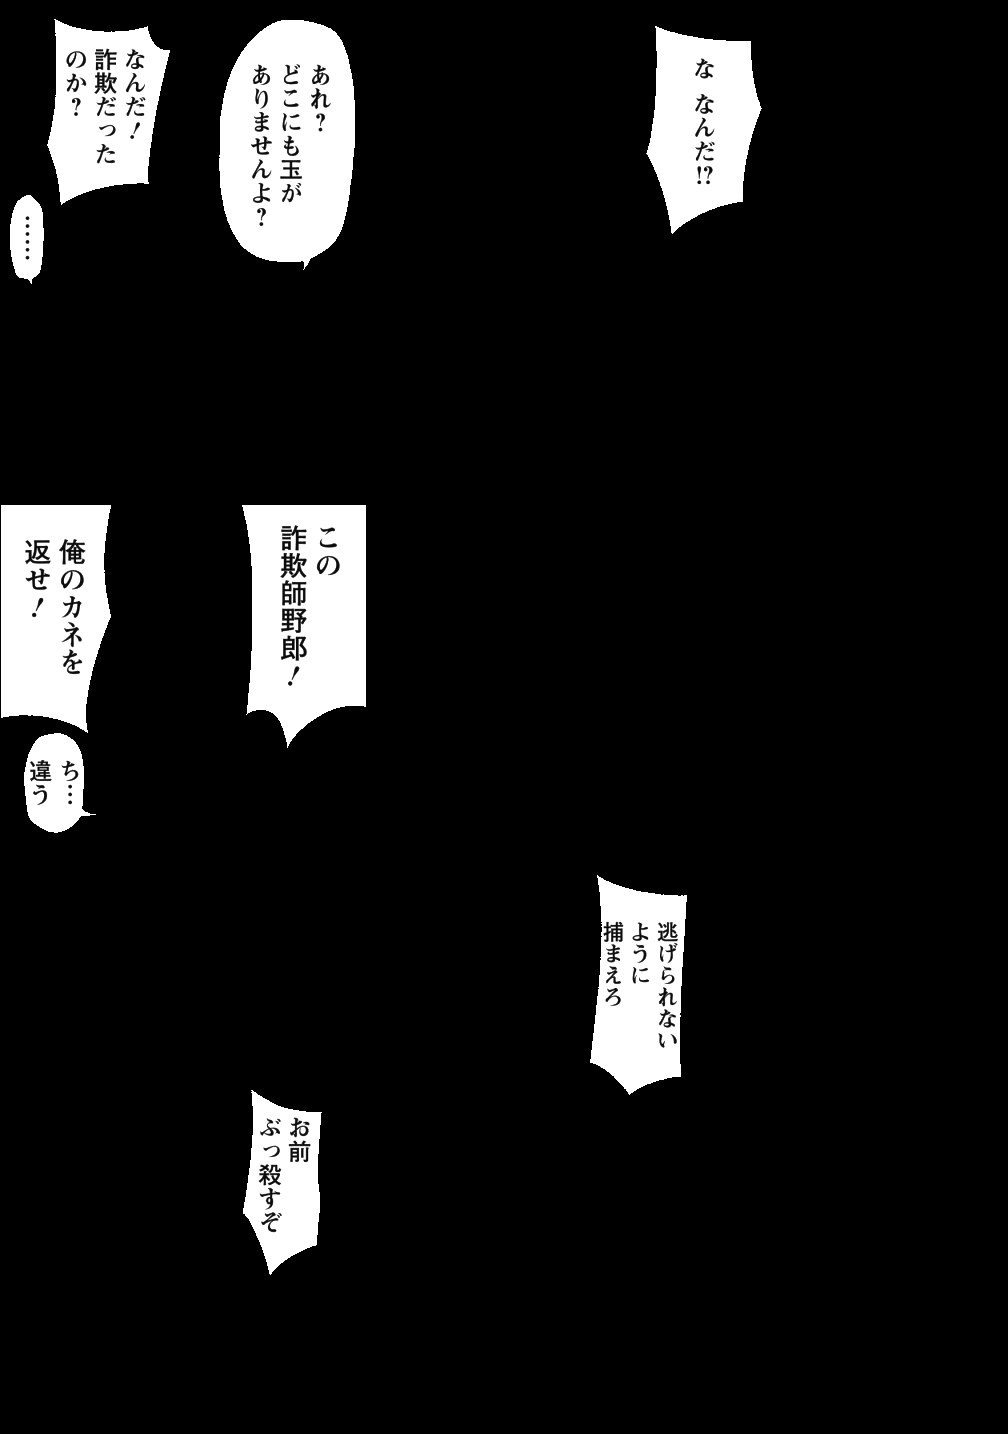 な なんだ!?
あれ?
どこにも玉が
ありませんよ?
なんだ!
詐欺だった
のか?
……
この
詐欺師野郎!
俺のカネを
返せ!
ち…
違う
逃げられない
ように
捕まえろ
お前
ぶっ殺すぞ